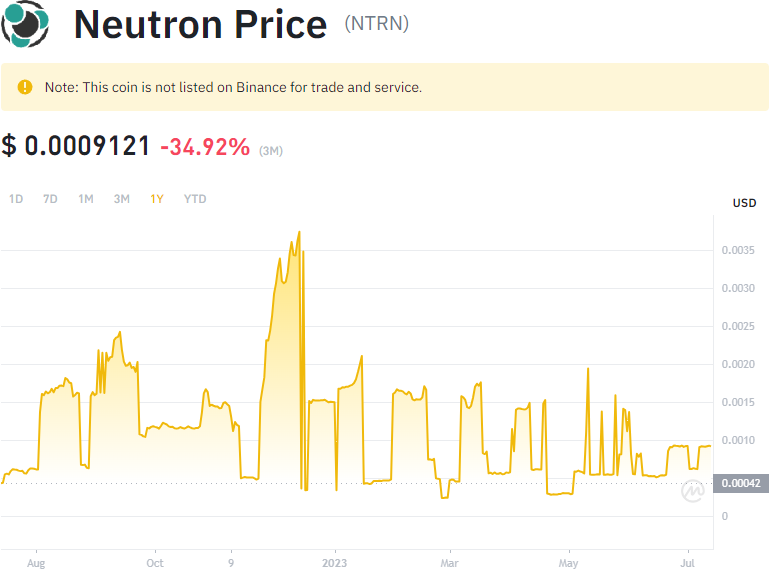 Neutron Price (NTRN)
Note: This coin is not listed on Binance for trade and service.
$ 0.0009121 -34.92% (3M)
1D 7D 1M 3M 1Y YTD
USD
0.0035
0.0030
0.0025
0.0020
0.0015
0.0010
0.00042
0
Aug Oct 9 2023 Mar May Jul